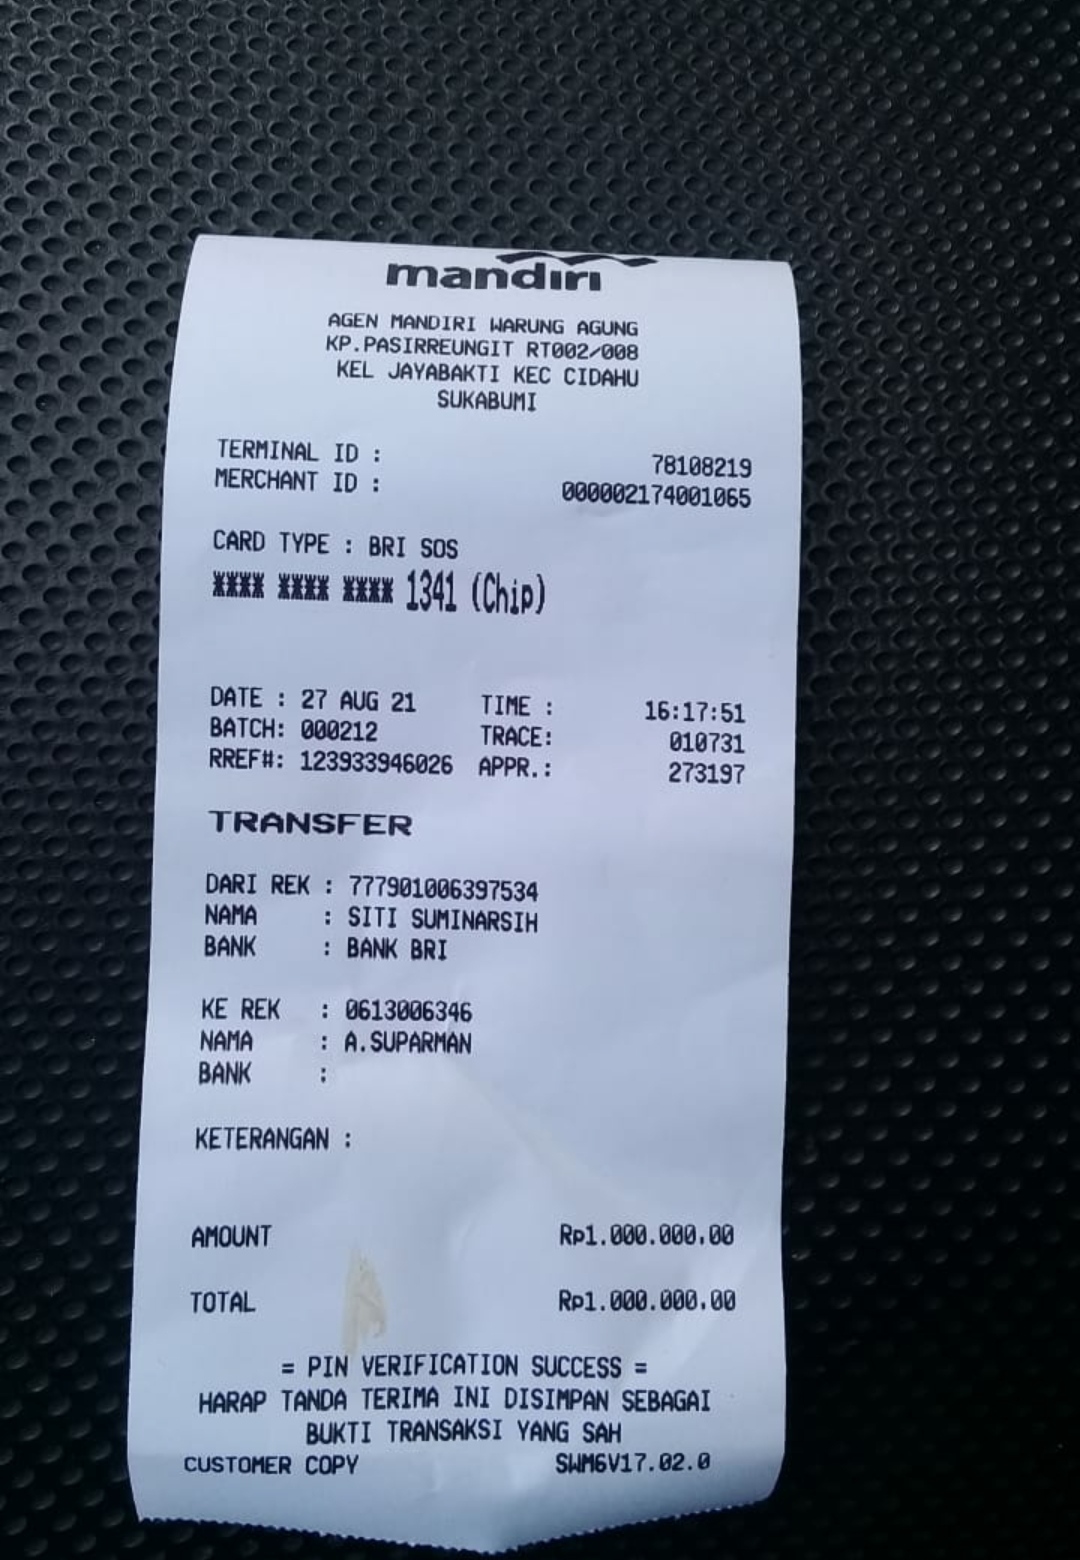 mandiri
AGEN MANDIRI WARUNG AGUNG
KP.PASIRREUNGIT RT002/008
KEL JAYABAKTI KEC CIDAHU
SUKABUMI
TERMINAL ID : 78108219
MERCHANT ID : 000002174001065
CARD TYPE : BRI SOS
**** **** **** 1341 (Chip)
DATE : 27 AUG 21 TIME : 16:17:51
BATCH: 000212 TRACE: 010731
RREF#: 123933946026 APPR.: 273197
TRANSFER
DARI REK : 777901006397534
NAMA : SITI SUMINARSIH
BANK : BANK BRI
KE REK : 0613006346
NAMA : A.SUPARMAN
BANK :
KETERANGAN :
AMOUNT Rp1.000.000,00
TOTAL Rp1.000.000,00
= PIN VERIFICATION SUCCESS =
HARAP TANDA TERIMA INI DISIMPAN SEBAGAI
BUKTI TRANSAKSI YANG SAH
CUSTOMER COPY SWM6V17.02.0